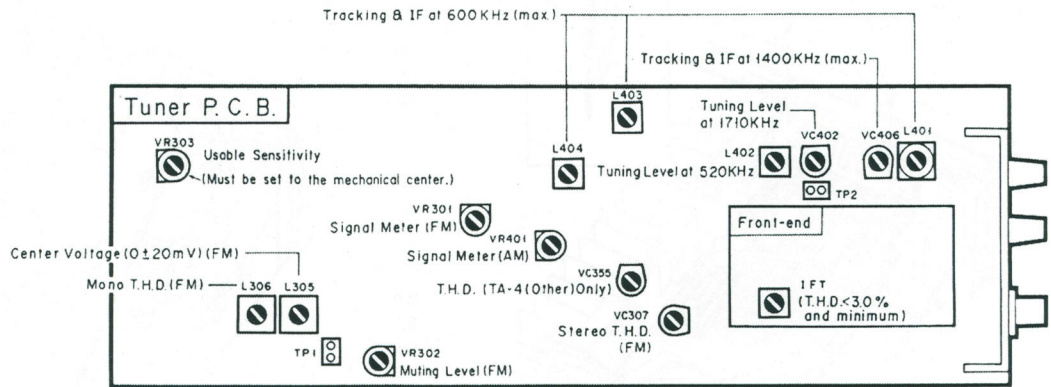 Tracking & IF at 600KHz (max.)
Tracking & IF at 1400KHz (max.)
Tuner P. C. B.
L403
Tuning Level
at 1710KHz
VR303
Usable Sensitivity
(Must be set to the mechanical center.)
L404
L402
VC402
VC406
L401
Tuning Level at 520KHz
TP2
VR301
Signal Meter (FM)
Front-end
VR401
Signal Meter (AM)
Center Voltage (0±20mV) (FM)
Mono T.H.D. (FM)
L306
L305
VC355
T.H.D. (TA-4 (Other) Only)
IFT
(T.H.D.<3.0%
and minimum)
VC307
Stereo T.H.D.
(FM)
TP1
VR302
Muting Level (FM)